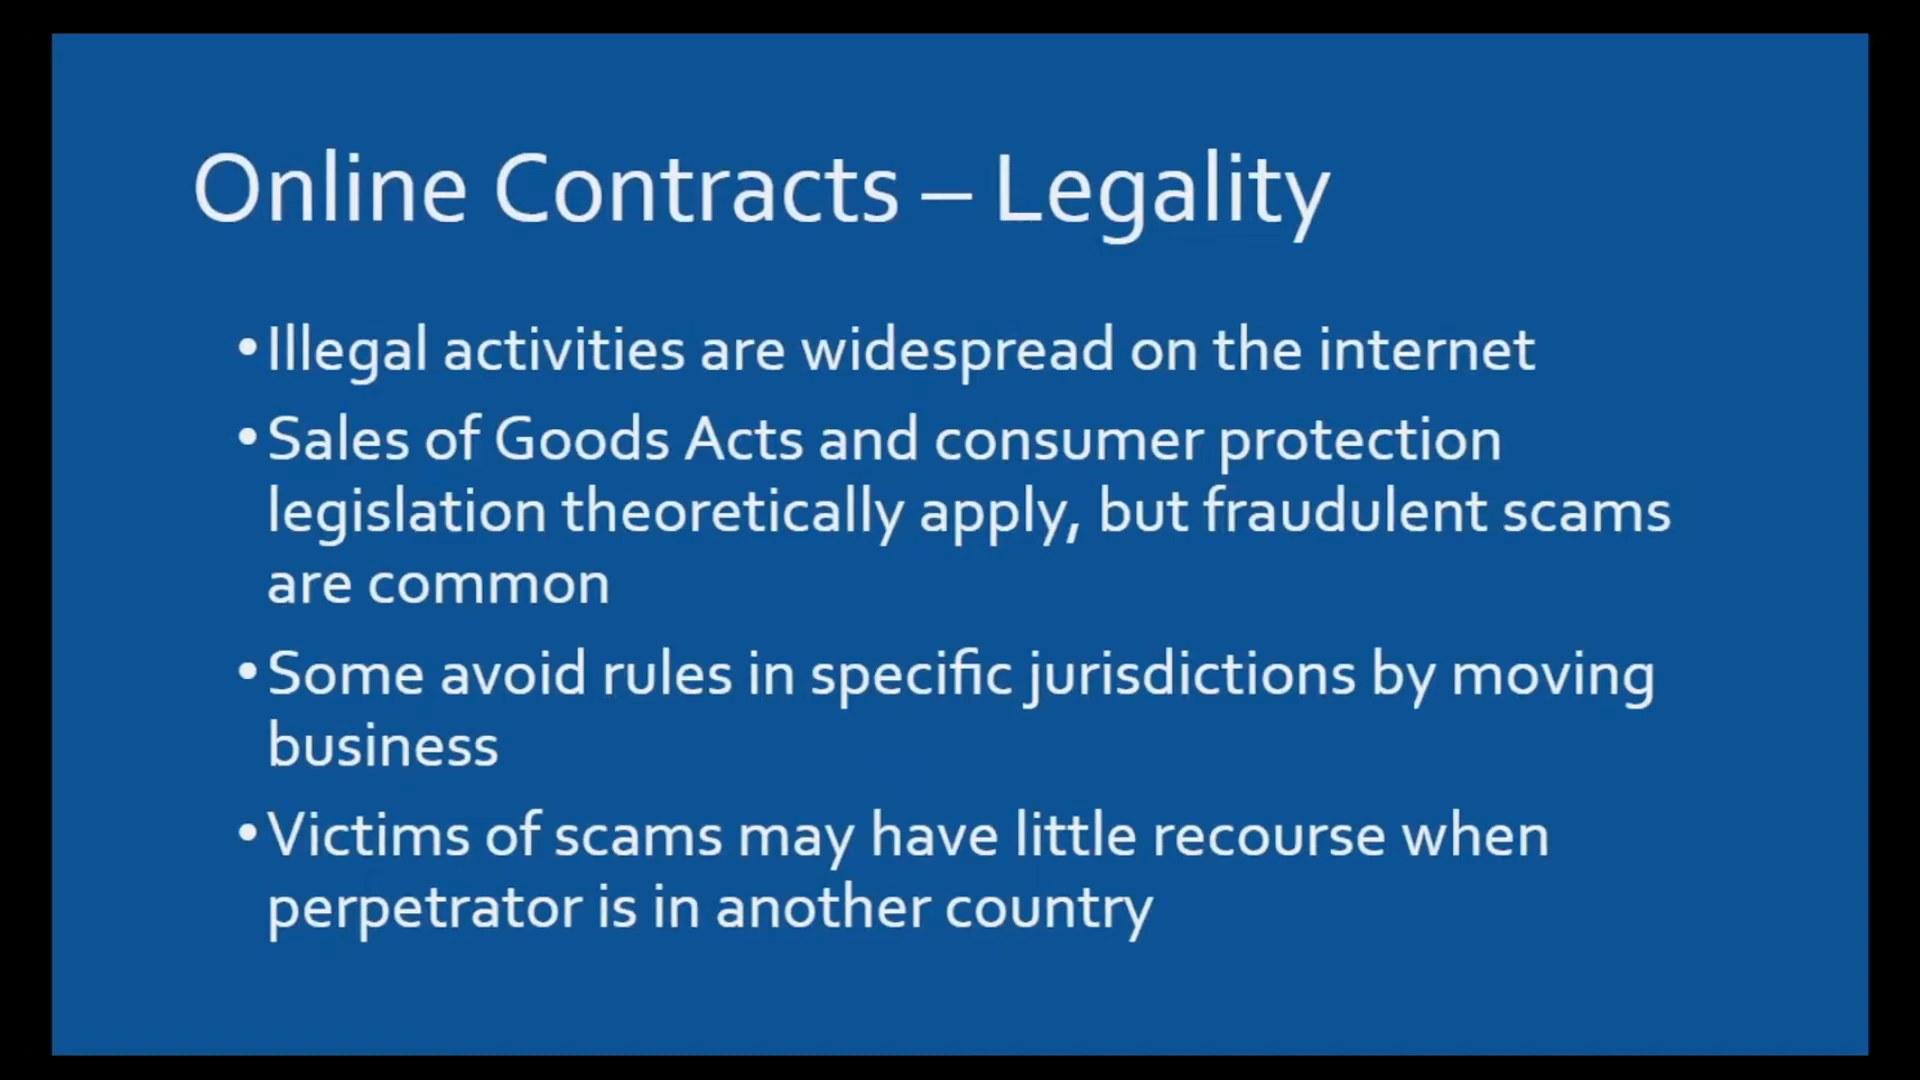 Online Contracts – Legality
•Illegal activities are widespread on the internet
•Sales of Goods Acts and consumer protection
legislation theoretically apply, but fraudulent scams
are common
•Some avoid rules in specific jurisdictions by moving
business
•Victims of scams may have little recourse when
perpetrator is in another country